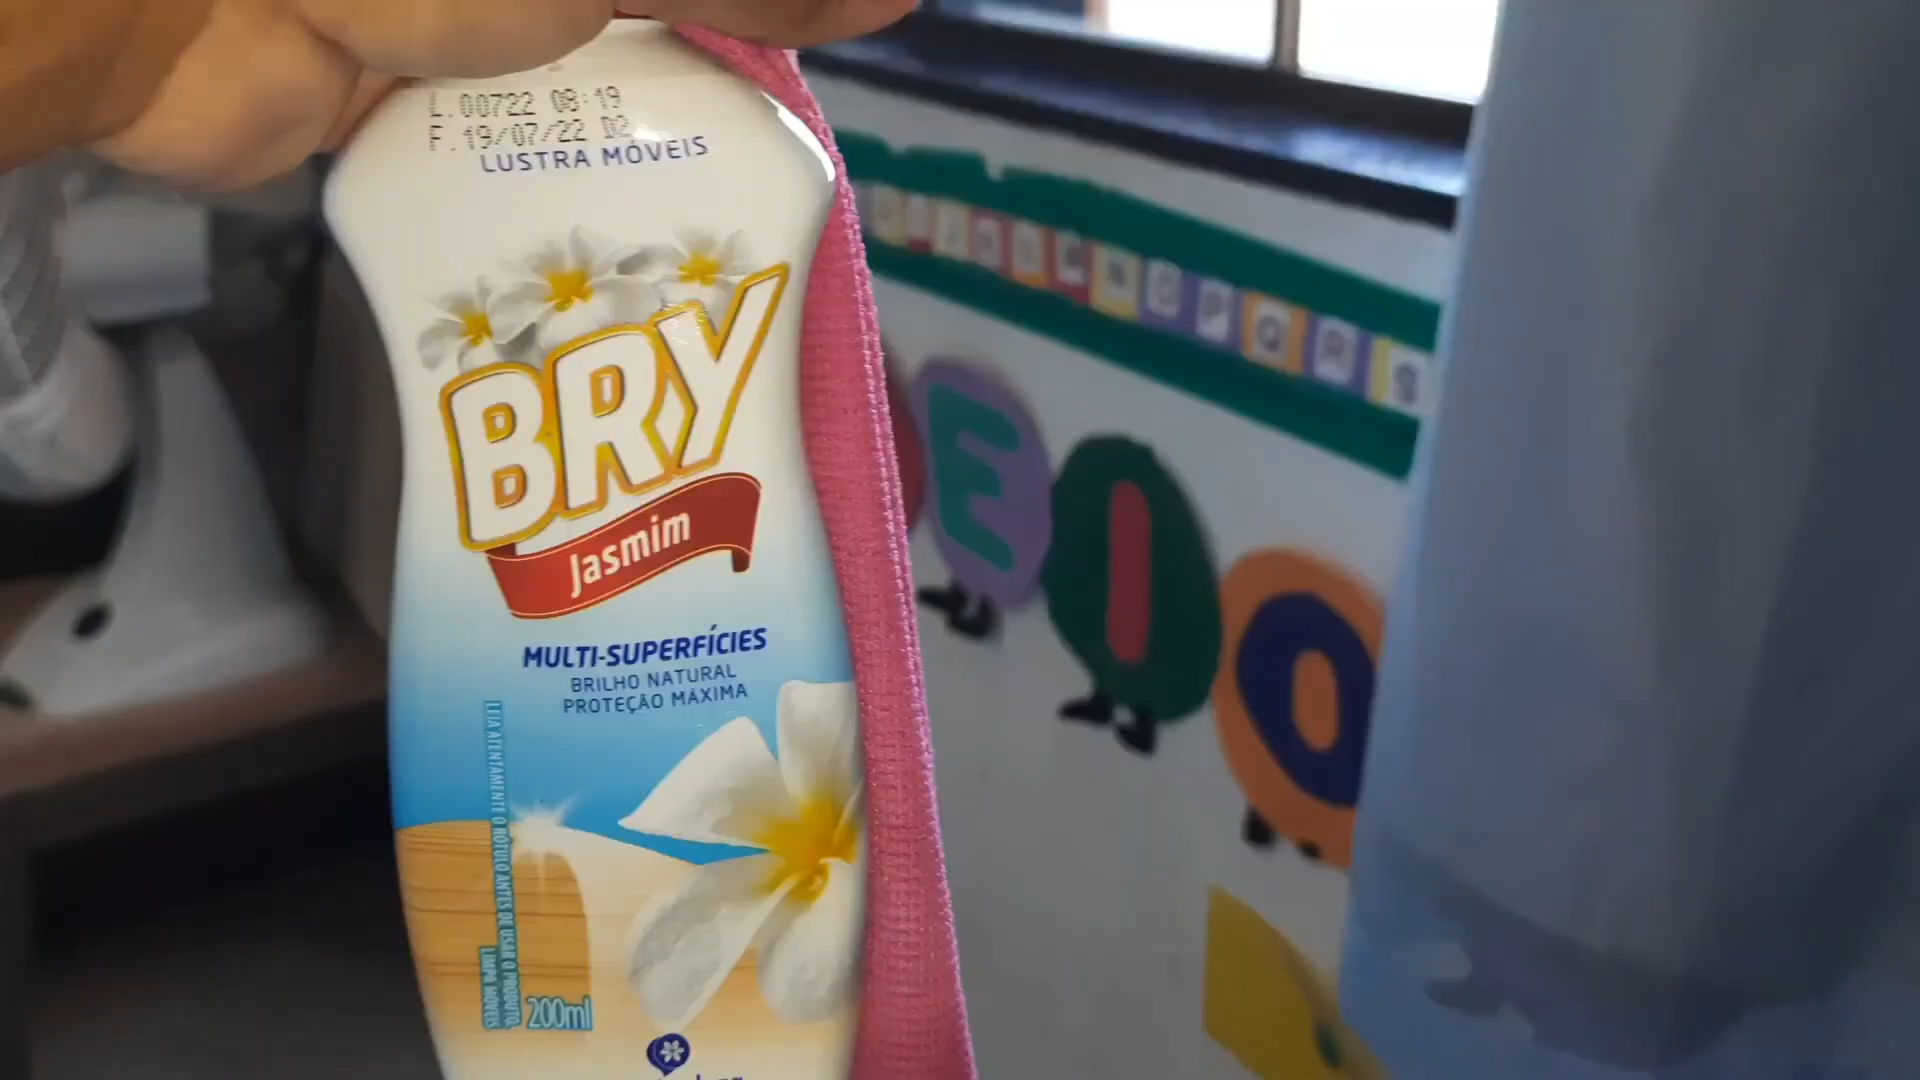 L.00722 08:19
F.19/07/22 D2
LUSTRA MÓVEIS
BRY
Jasmim
MULTI-SUPERFÍCIES
BRILHO NATURAL
PROTEÇÃO MÁXIMA
LEIA ATENTAMENTE O RÓTULO ANTES DE USAR O PRODUTO.
LIMPA MÓVEIS
200ml
N O P Q R S
E I O